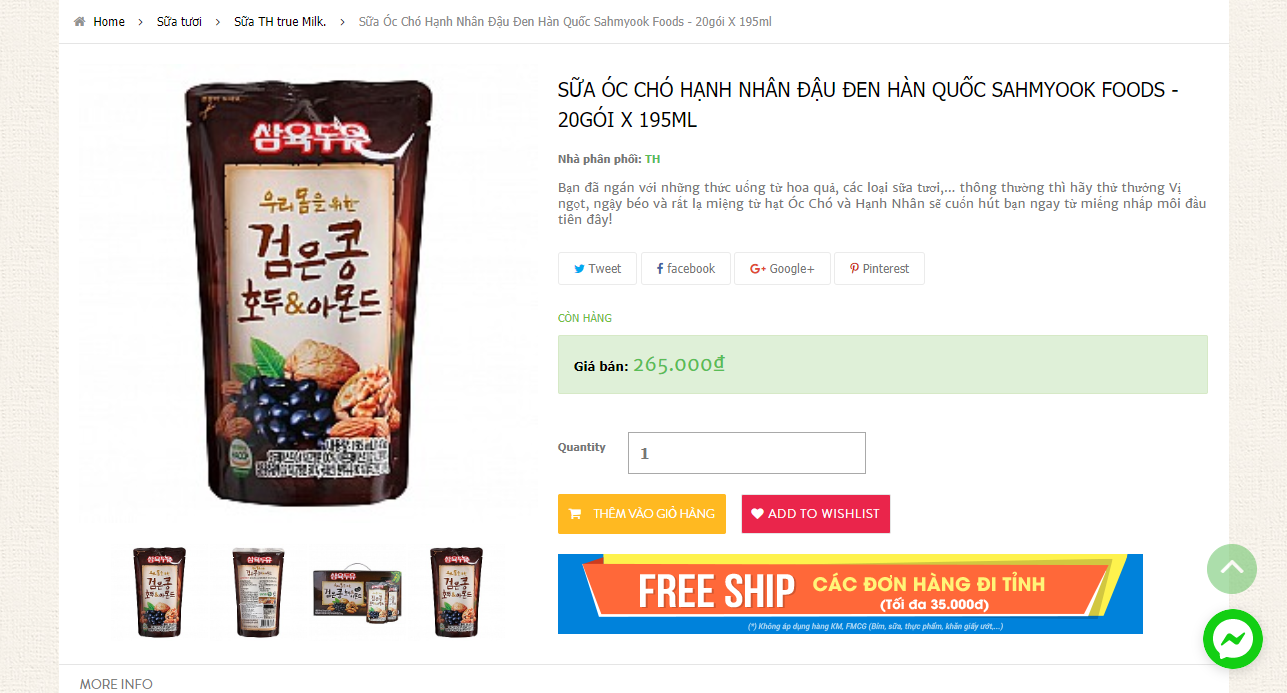 Home > Sữa tươi > Sữa TH true Milk. > Sữa Óc Chó Hạnh Nhân Đậu Đen Hàn Quốc Sahmyook Foods - 20gói X 195ml
삼육두유
우리 몸을 위한
검은콩
호두&아몬드
SỮA ÓC CHÓ HẠNH NHÂN ĐẬU ĐEN HÀN QUỐC SAHMYOOK FOODS -
20GÓI X 195ML
Nhà phân phối: TH
Bạn đã ngán với những thức uống từ hoa quả, các loại sữa tươi,... thông thường thì hãy thử thưởng Vị
ngọt, ngậy béo và rất lạ miệng từ hạt Óc Chó và Hạnh Nhân sẽ cuốn hút bạn ngay từ miếng nhấp môi đầu
tiên đây!
Tweet facebook Google+ Pinterest
CÒN HÀNG
Giá bán: 265.000₫
Quantity 1
THÊM VÀO GIỎ HÀNG ADD TO WISHLIST
FREE SHIP CÁC ĐƠN HÀNG ĐI TỈNH
(Tối đa 35.000đ)
(*) Không áp dụng hàng KM, FMCG (Bỉm, sữa, thực phẩm, khăn giấy ướt,...)
MORE INFO